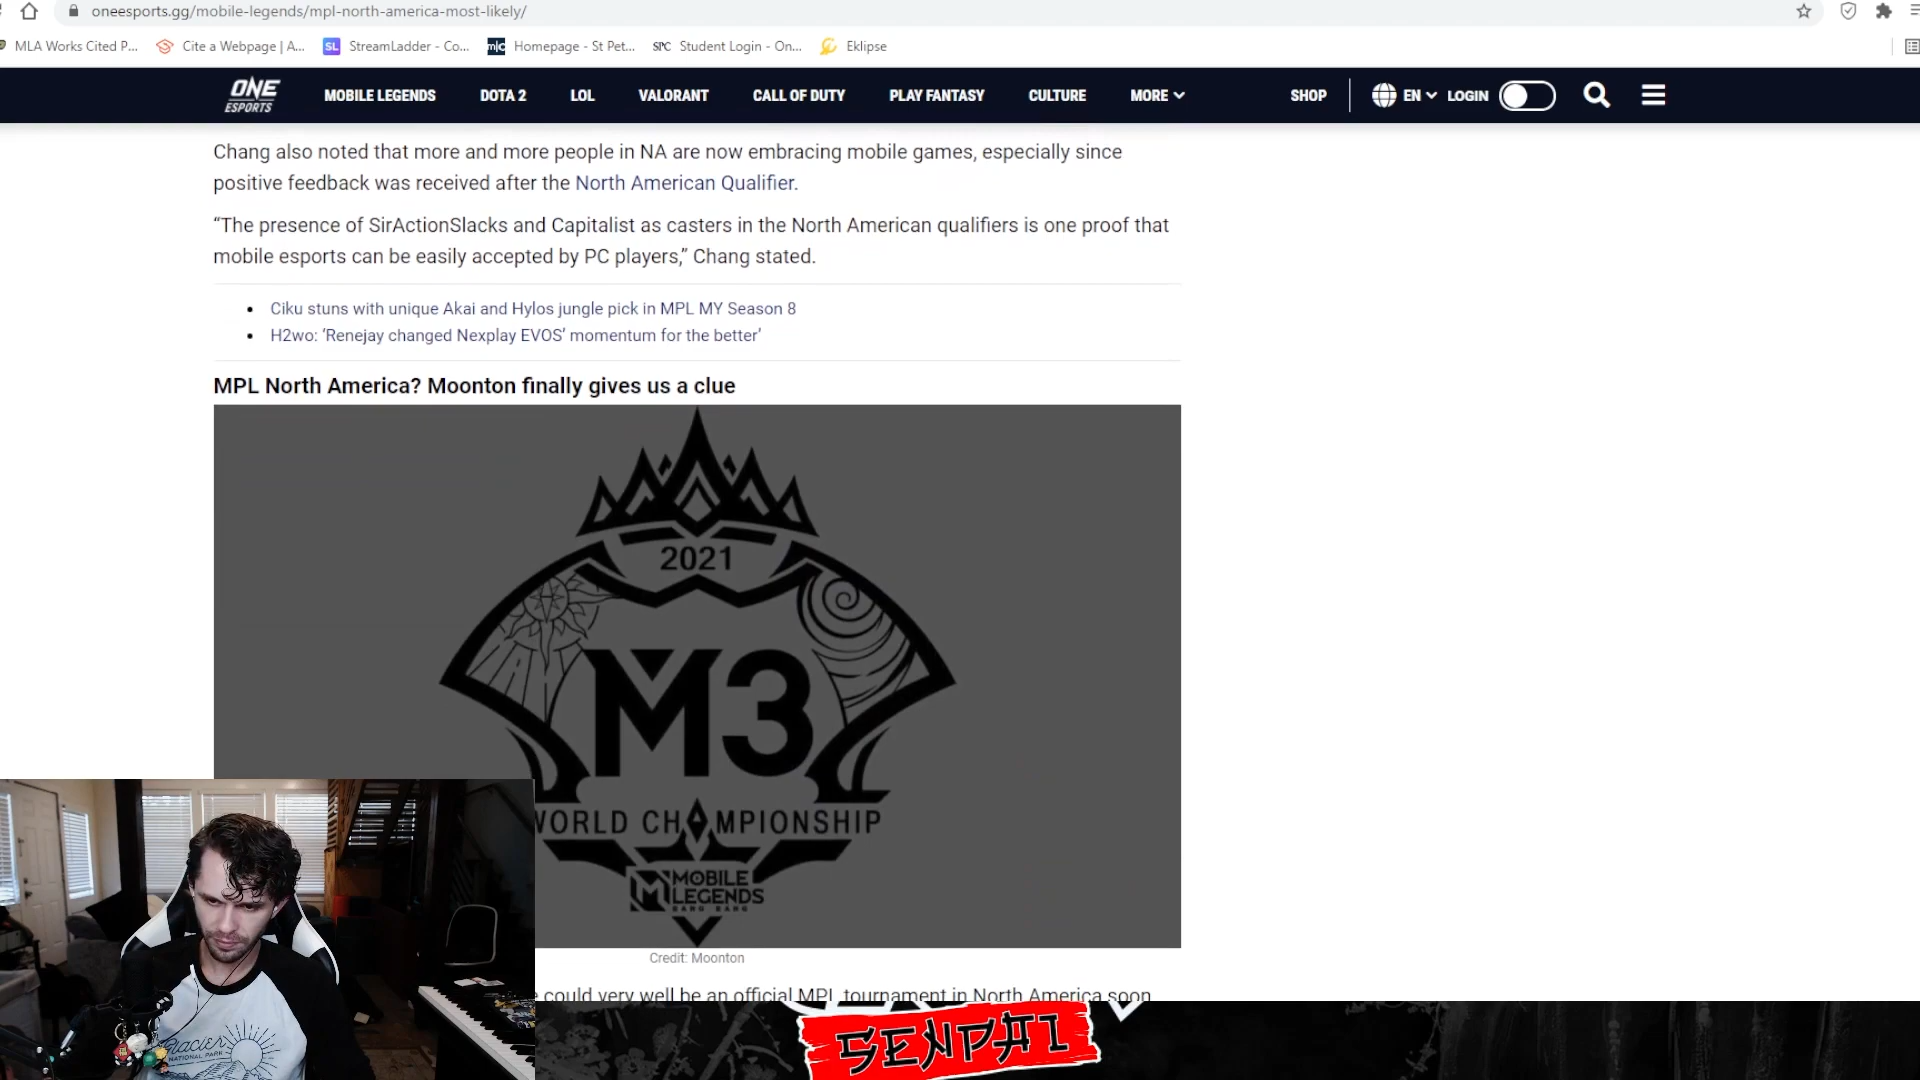 oneesports.gg/mobile-legends/mpl-north-america-most-likely/
MLA Works Cited P... Cite a Webpage | A... SL StreamLadder - Co... m|c Homepage - St Pet... SPC Student Login - On... Eklipse
ONE ESPORTS MOBILE LEGENDS DOTA 2 LOL VALORANT CALL OF DUTY PLAY FANTASY CULTURE MORE SHOP EN LOGIN
Chang also noted that more and more people in NA are now embracing mobile games, especially since
positive feedback was received after the North American Qualifier.
“The presence of SirActionSlacks and Capitalist as casters in the North American qualifiers is one proof that
mobile esports can be easily accepted by PC players,” Chang stated.
• Ciku stuns with unique Akai and Hylos jungle pick in MPL MY Season 8
• H2wo: ‘Renejay changed Nexplay EVOS’ momentum for the better’
MPL North America? Moonton finally gives us a clue
2021
M3
WORLD CHAMPIONSHIP
MOBILE
LEGENDS
BANG BANG
Credit: Moonton
could very well be an official MPL tournament in North America soon
SENPAI
Glacier
NATIONAL PARK